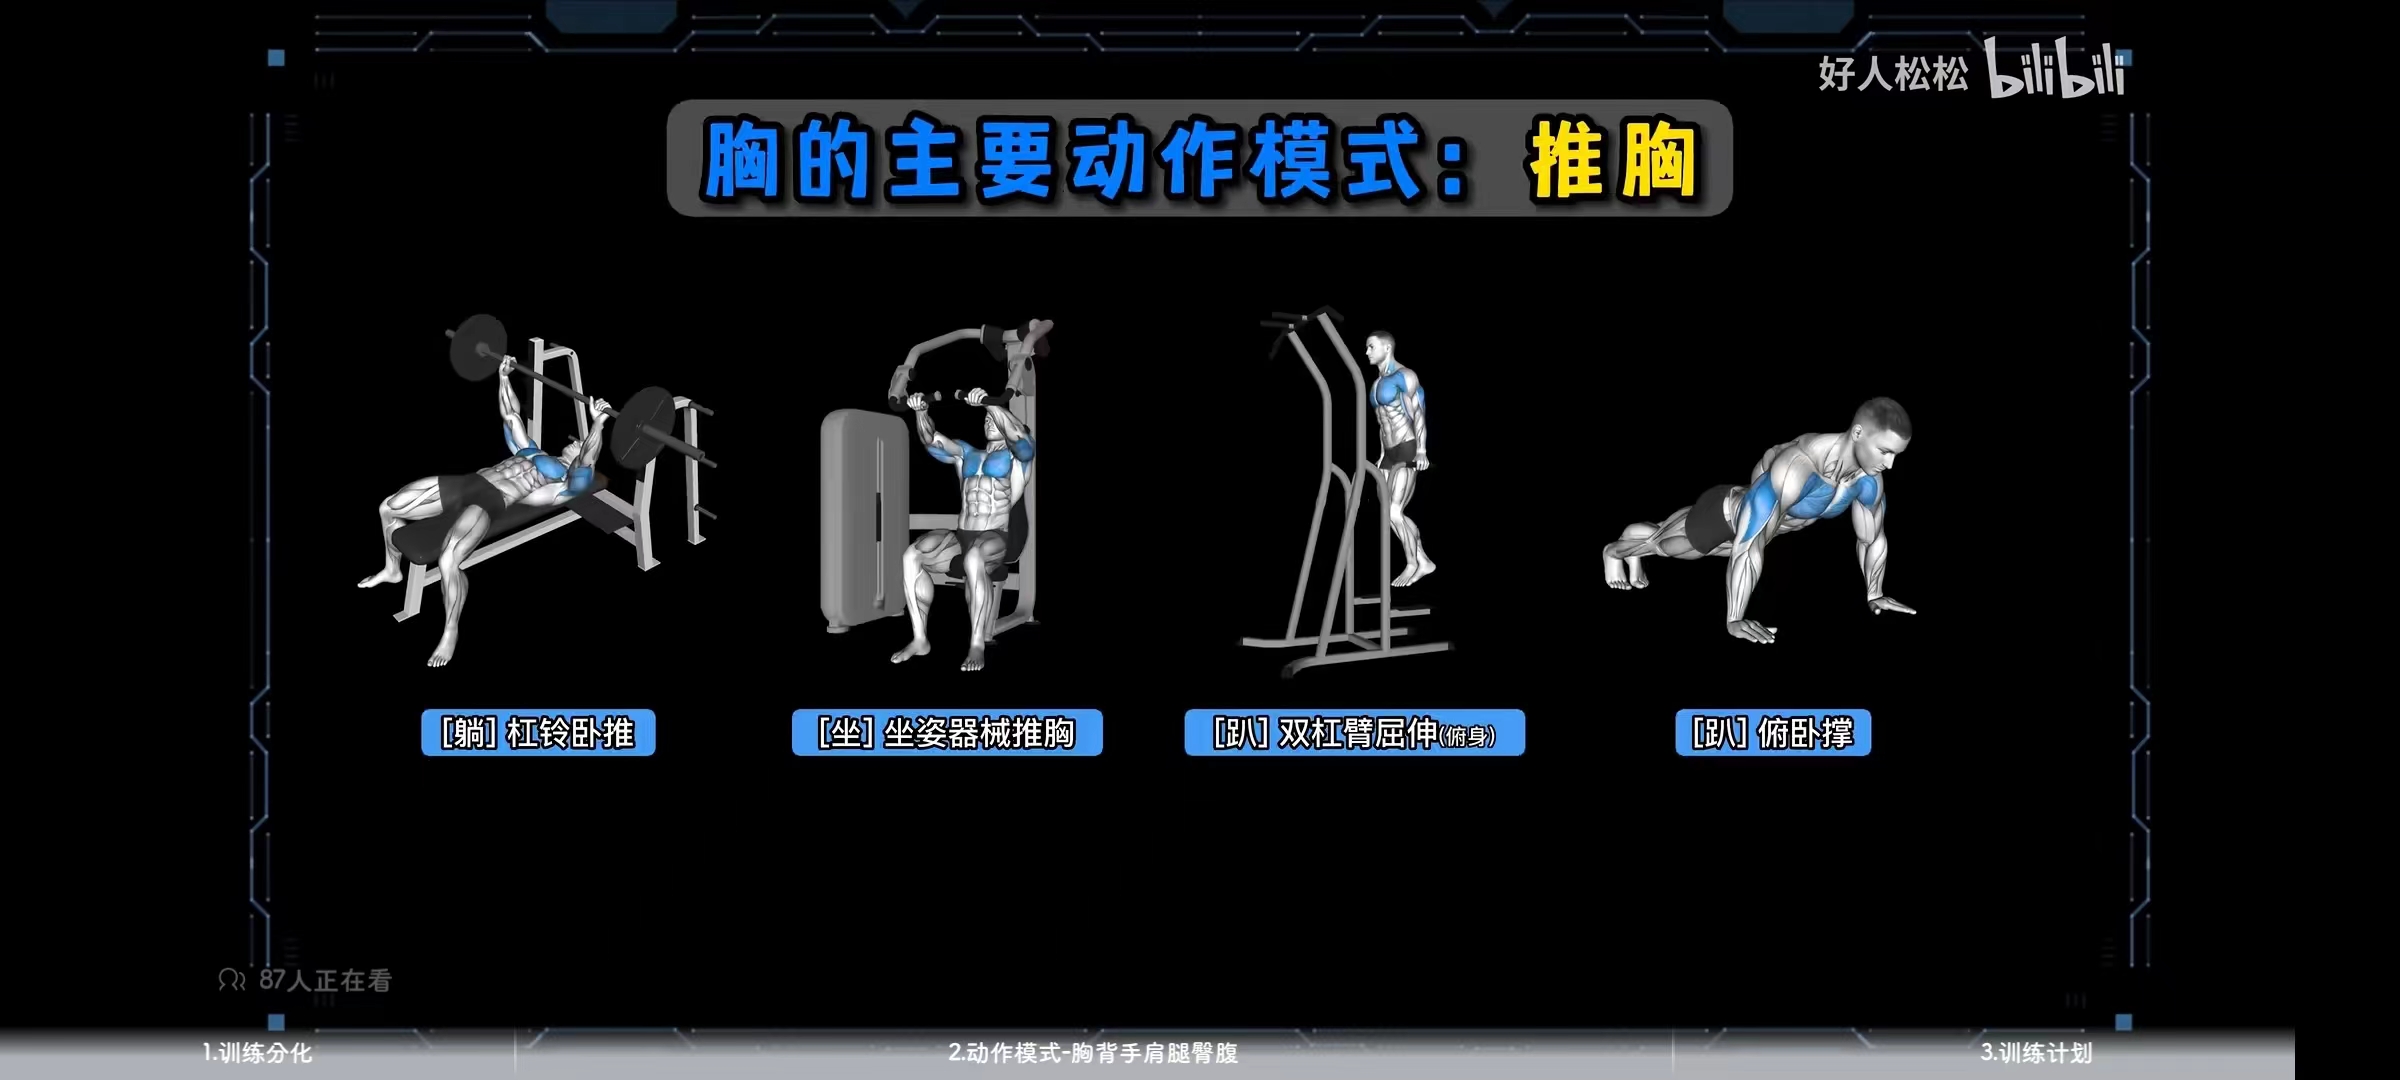 好人松松 bilibili
胸的主要动作模式：推胸
[躺] 杠铃卧推
[坐] 坐姿器械推胸
[趴] 双杠臂屈伸(俯身)
[趴] 俯卧撑
87人正在看
1.训练分化
2.动作模式-胸背手肩腿臀腹
3.训练计划